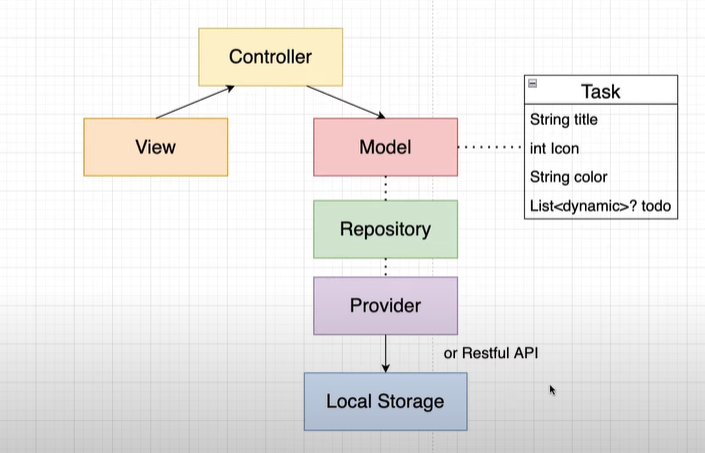 Controller
View
Model
Task
String title
int Icon
String color
List<dynamic>? todo
Repository
Provider
or Restful API
Local Storage